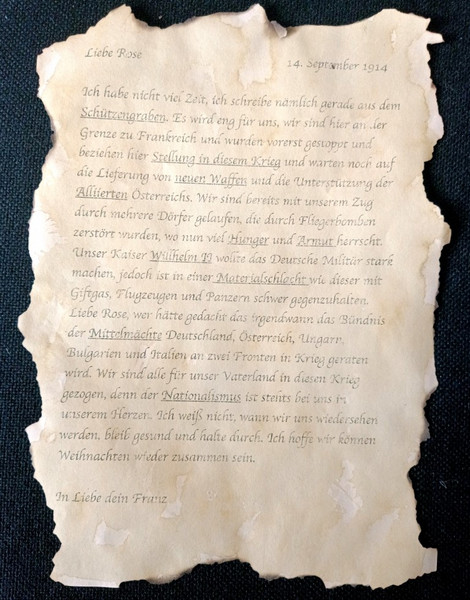 Liebe Rose
14. September 1914
Ich habe nicht viel Zeit, ich schreibe nämlich gerade aus dem
Schützengraben. Es wird eng für uns, wir sind hier an der
Grenze zu Frankreich und wurden vorerst gestoppt und
beziehen hier Stellung in diesem Krieg und warten noch auf
die Lieferung von neuen Waffen und die Unterstützung der
Alliierten Österreichs. Wir sind bereits mit unserem Zug
durch mehrere Dörfer gelaufen, die durch Fliegerbomben
zerstört wurden, wo nun viel Hunger und Armut herrscht.
Unser Kaiser Willhelm II wollte das Deutsche Militär stark
machen, jedoch ist in einer Materialschlacht wie dieser mit
Giftgas, Flugzeugen und Panzern schwer gegenzuhalten.
Liebe Rose, wer hätte gedacht das irgendwann das Bündnis
der Mittelmächte Deutschland, Österreich, Ungarn,
Bulgarien und Italien an zwei Fronten in Krieg geraten
wird. Wir sind alle für unser Vaterland in diesen Krieg
gezogen, denn der Nationalismus ist stehts bei uns in
unserem Herzen. Ich weiß nicht, wann wir uns wiedersehen
werden, bleib gesund und halte durch. Ich hoffe wir können
Weihnachten wieder zusammen sein.
In Liebe dein Franz